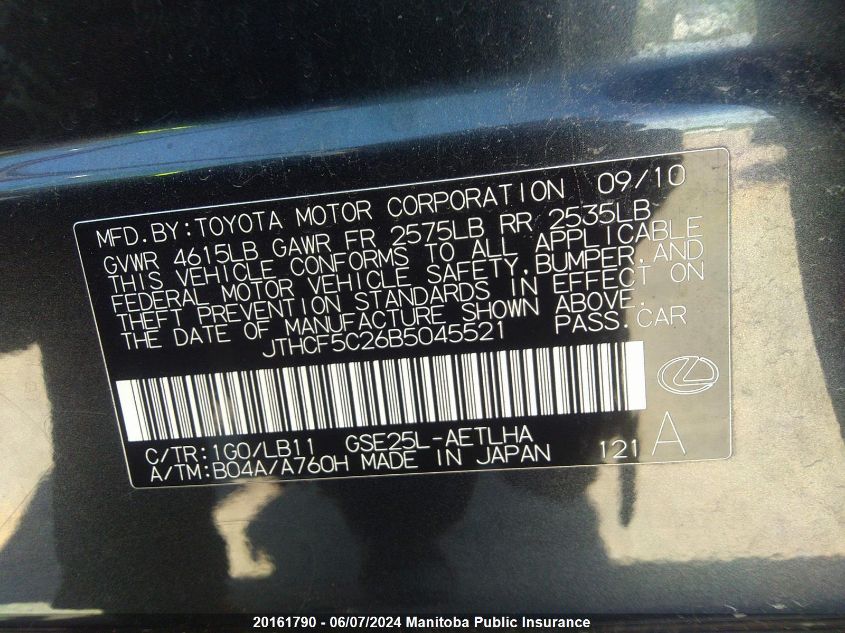 MFD.BY:TOYOTA MOTOR CORPORATION 09/10
GVWR 4615LB GAWR FR 2575LB RR 2535LB
THIS VEHICLE CONFORMS TO ALL APPLICABLE
FEDERAL MOTOR VEHICLE SAFETY,BUMPER,AND
THEFT PREVENTION STANDARDS IN EFFECT ON
THE DATE OF MANUFACTURE SHOWN ABOVE.
JTHCF5C26B5045521 PASS.CAR
C/TR:1G0/LB11 GSE25L-AETLHA
A/TM:B04A/A760H MADE IN JAPAN 121 A
20161790 - 06/07/2024 Manitoba Public Insurance